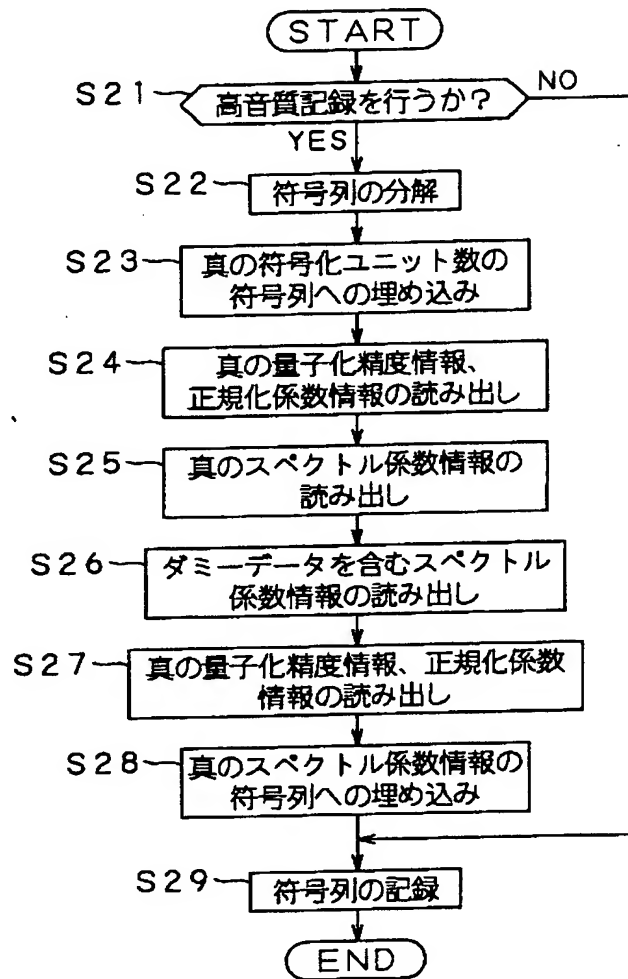 START
S21
高音質記録を行うか?
NO
YES
S22
符号列の分解
S23
真の符号化ユニット数の
符号列への埋め込み
S24
真の量子化精度情報、
正規化係数情報の読み出し
S25
真のスペクトル係数情報の
読み出し
S26
ダミーデータを含むスペクトル
係数情報の読み出し
S27
真の量子化精度情報、正規化係数
情報の読み出し
S28
真のスペクトル係数情報の
符号列への埋め込み
S29
符号列の記録
END